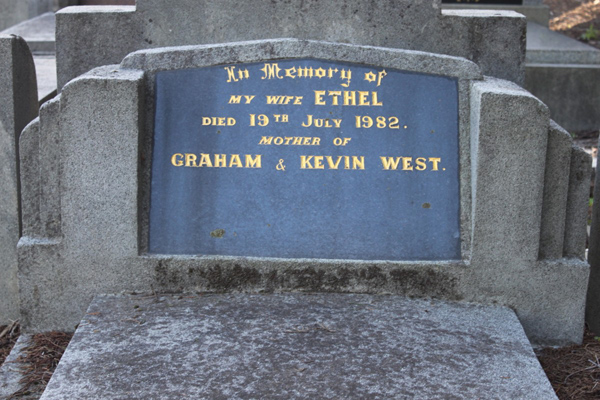 In Memory of
MY WIFE ETHEL
DIED 19TH JULY 1982.
MOTHER OF
GRAHAM & KEVIN WEST.